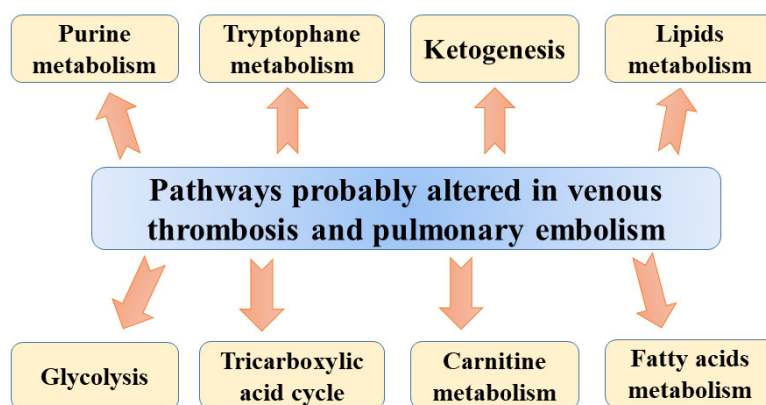 Purine
metabolism
Tryptophane
metabolism
Ketogenesis
Lipids
metabolism
Pathways probably altered in venous
thrombosis and pulmonary embolism
Glycolysis
Tricarboxylic
acid cycle
Carnitine
metabolism
Fatty acids
metabolism